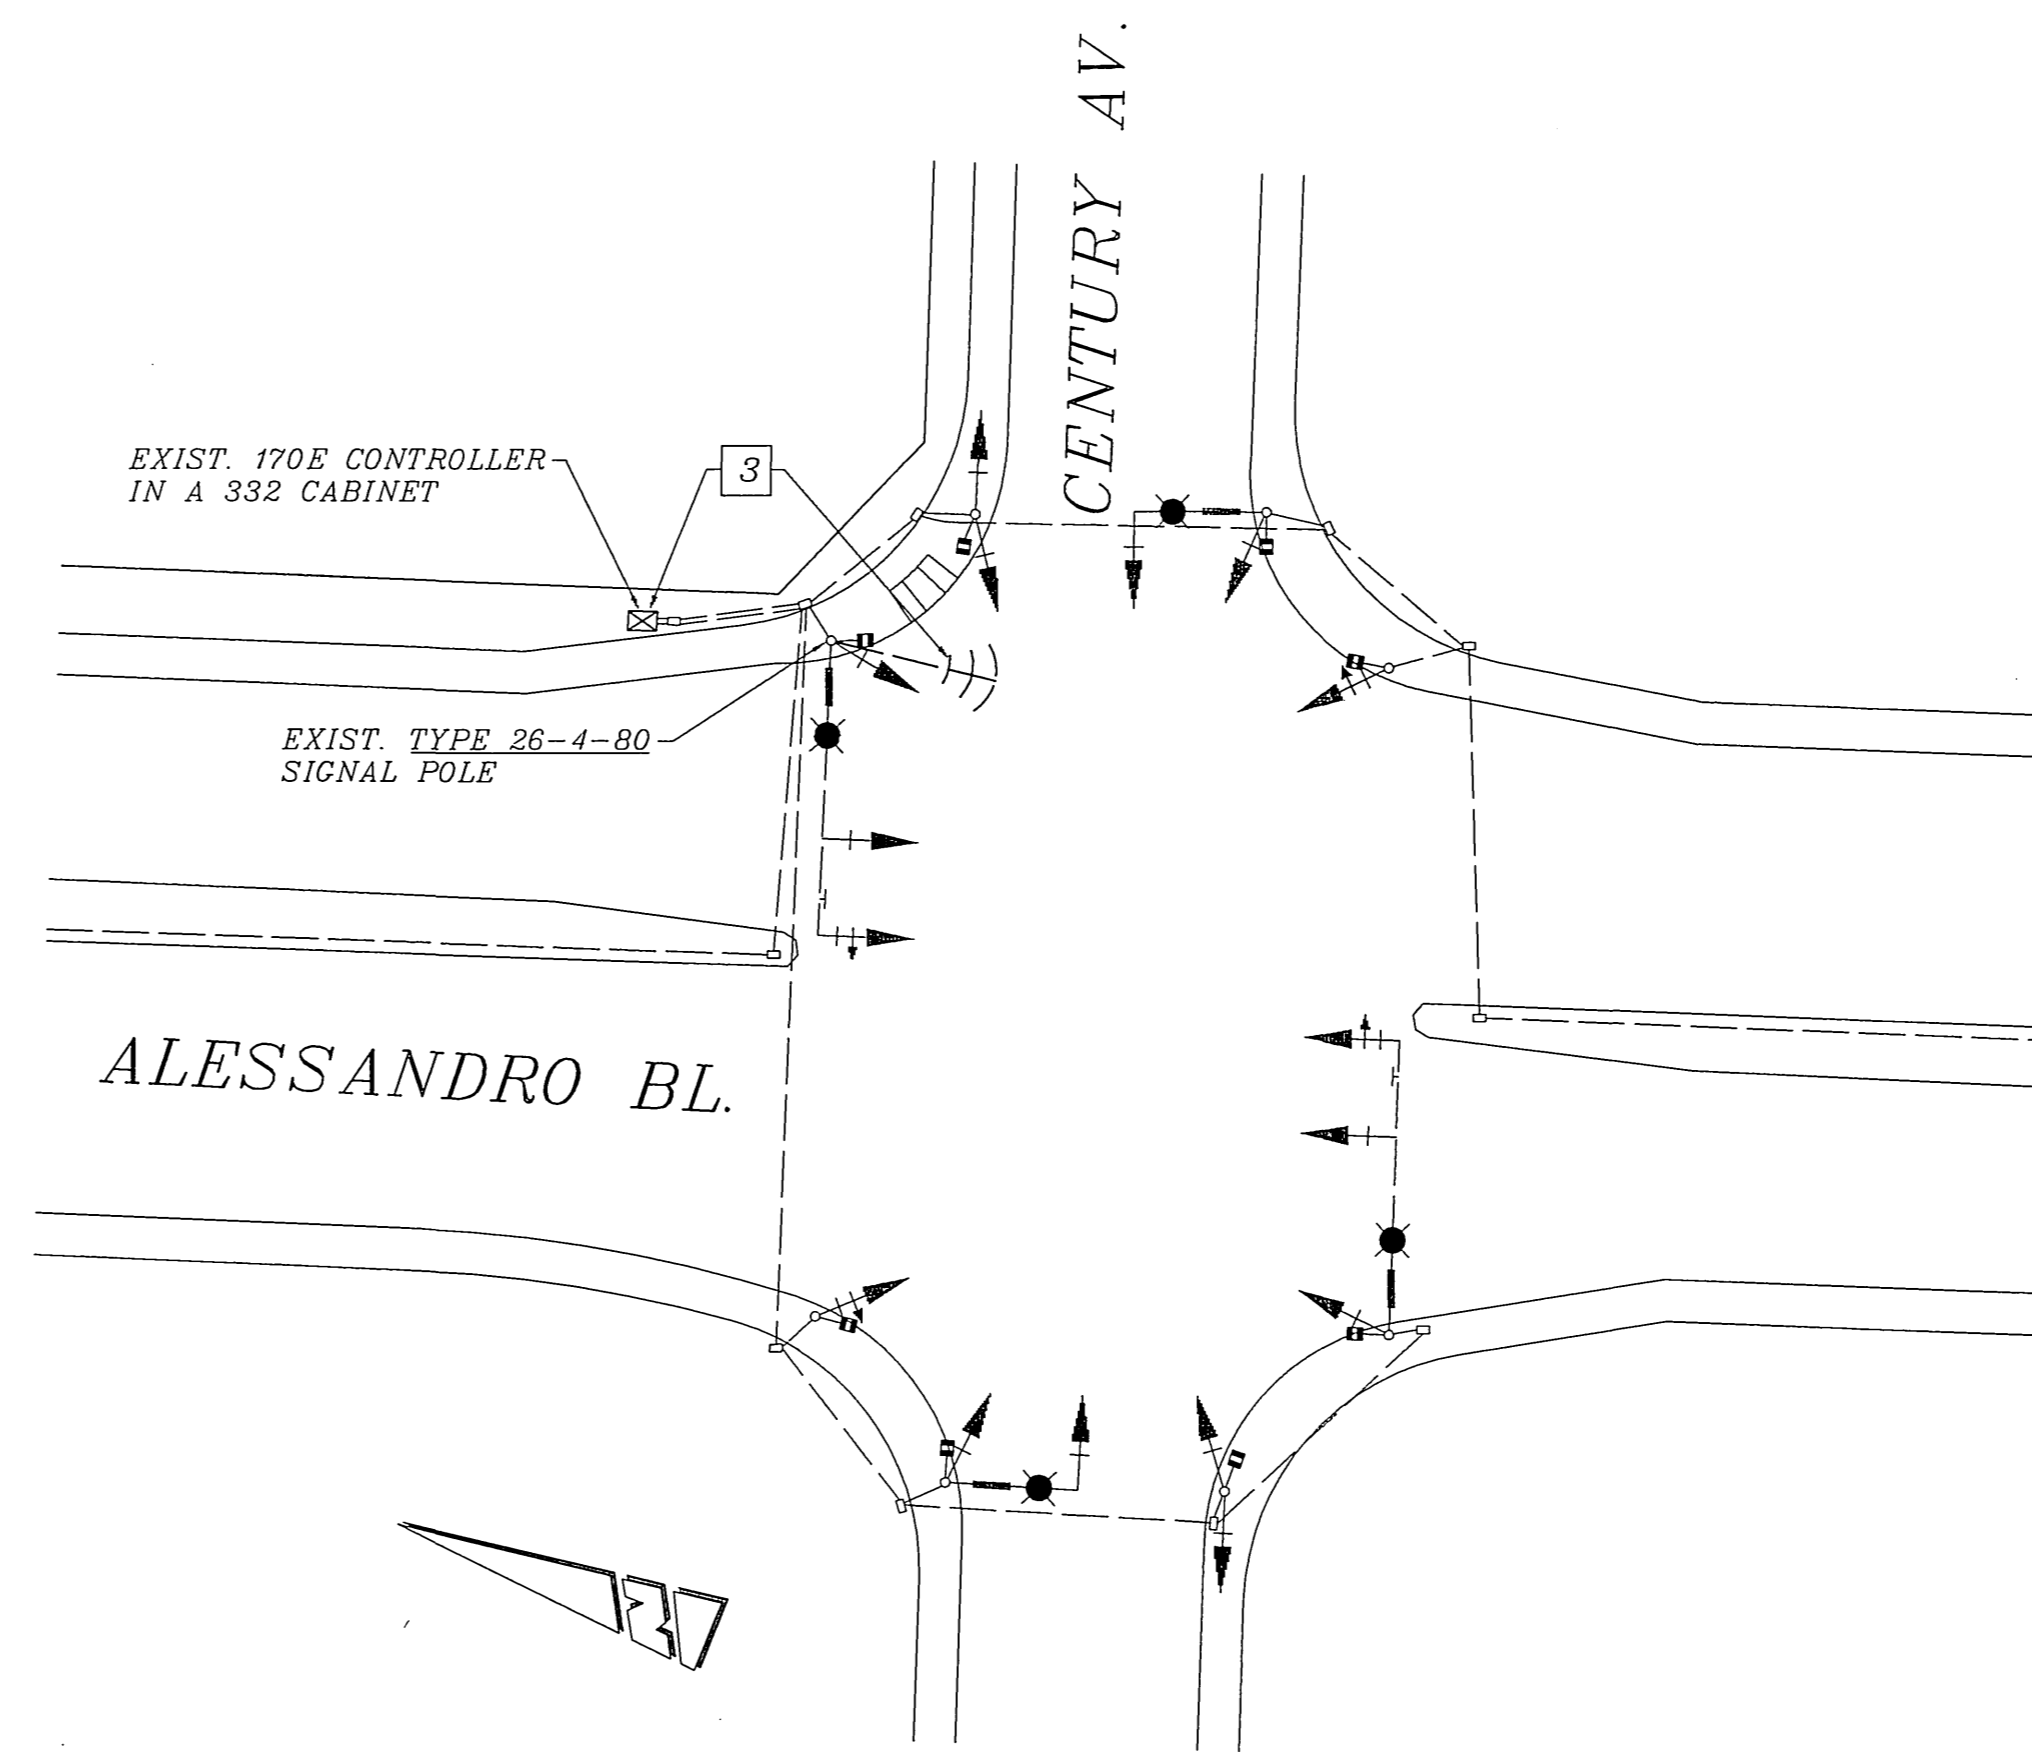 CENTURY AV.
EXIST. 170E CONTROLLER
IN A 332 CABINET
3
EXIST. TYPE 26-4-80
SIGNAL POLE
ALESSANDRO BL.
N